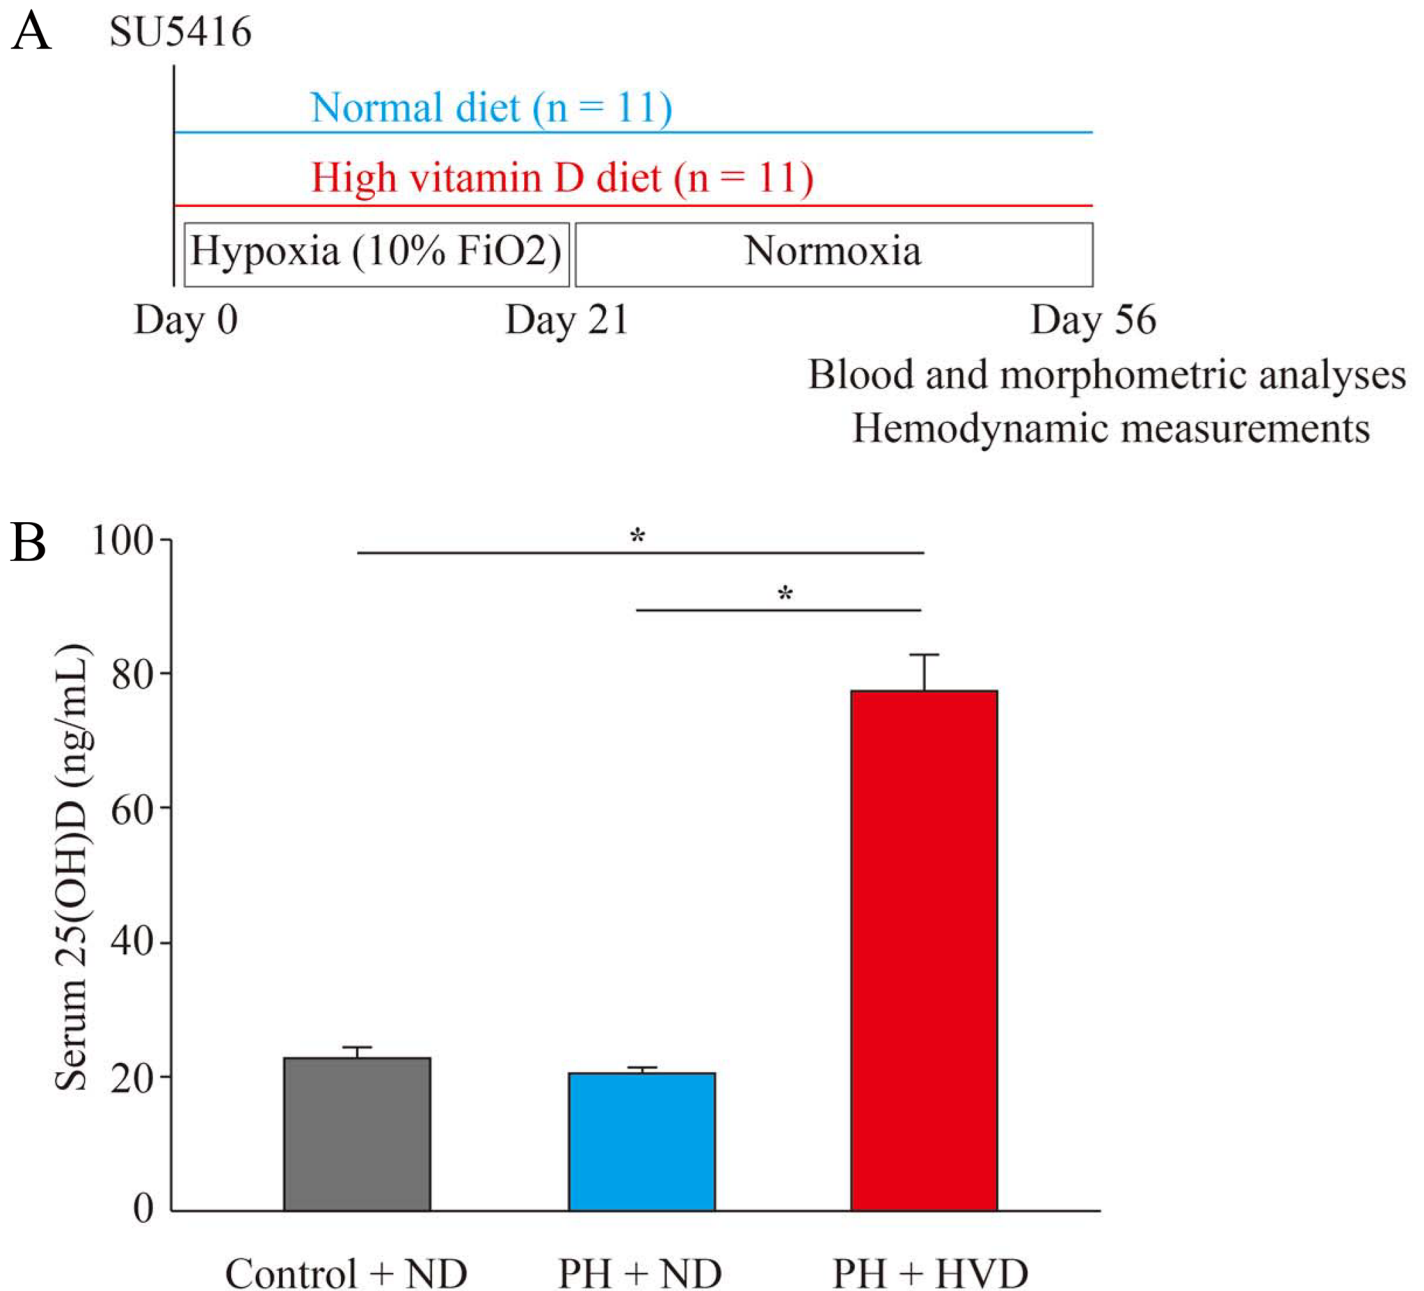 A
SU5416
Normal diet (n = 11)
High vitamin D diet (n = 11)
Hypoxia (10% FiO2)
Normoxia
Day 0
Day 21
Day 56
Blood and morphometric analyses
Hemodynamic measurements
B
Serum 25(OH)D (ng/mL)
100
80
60
40
20
0
*
*
Control + ND
PH + ND
PH + HVD